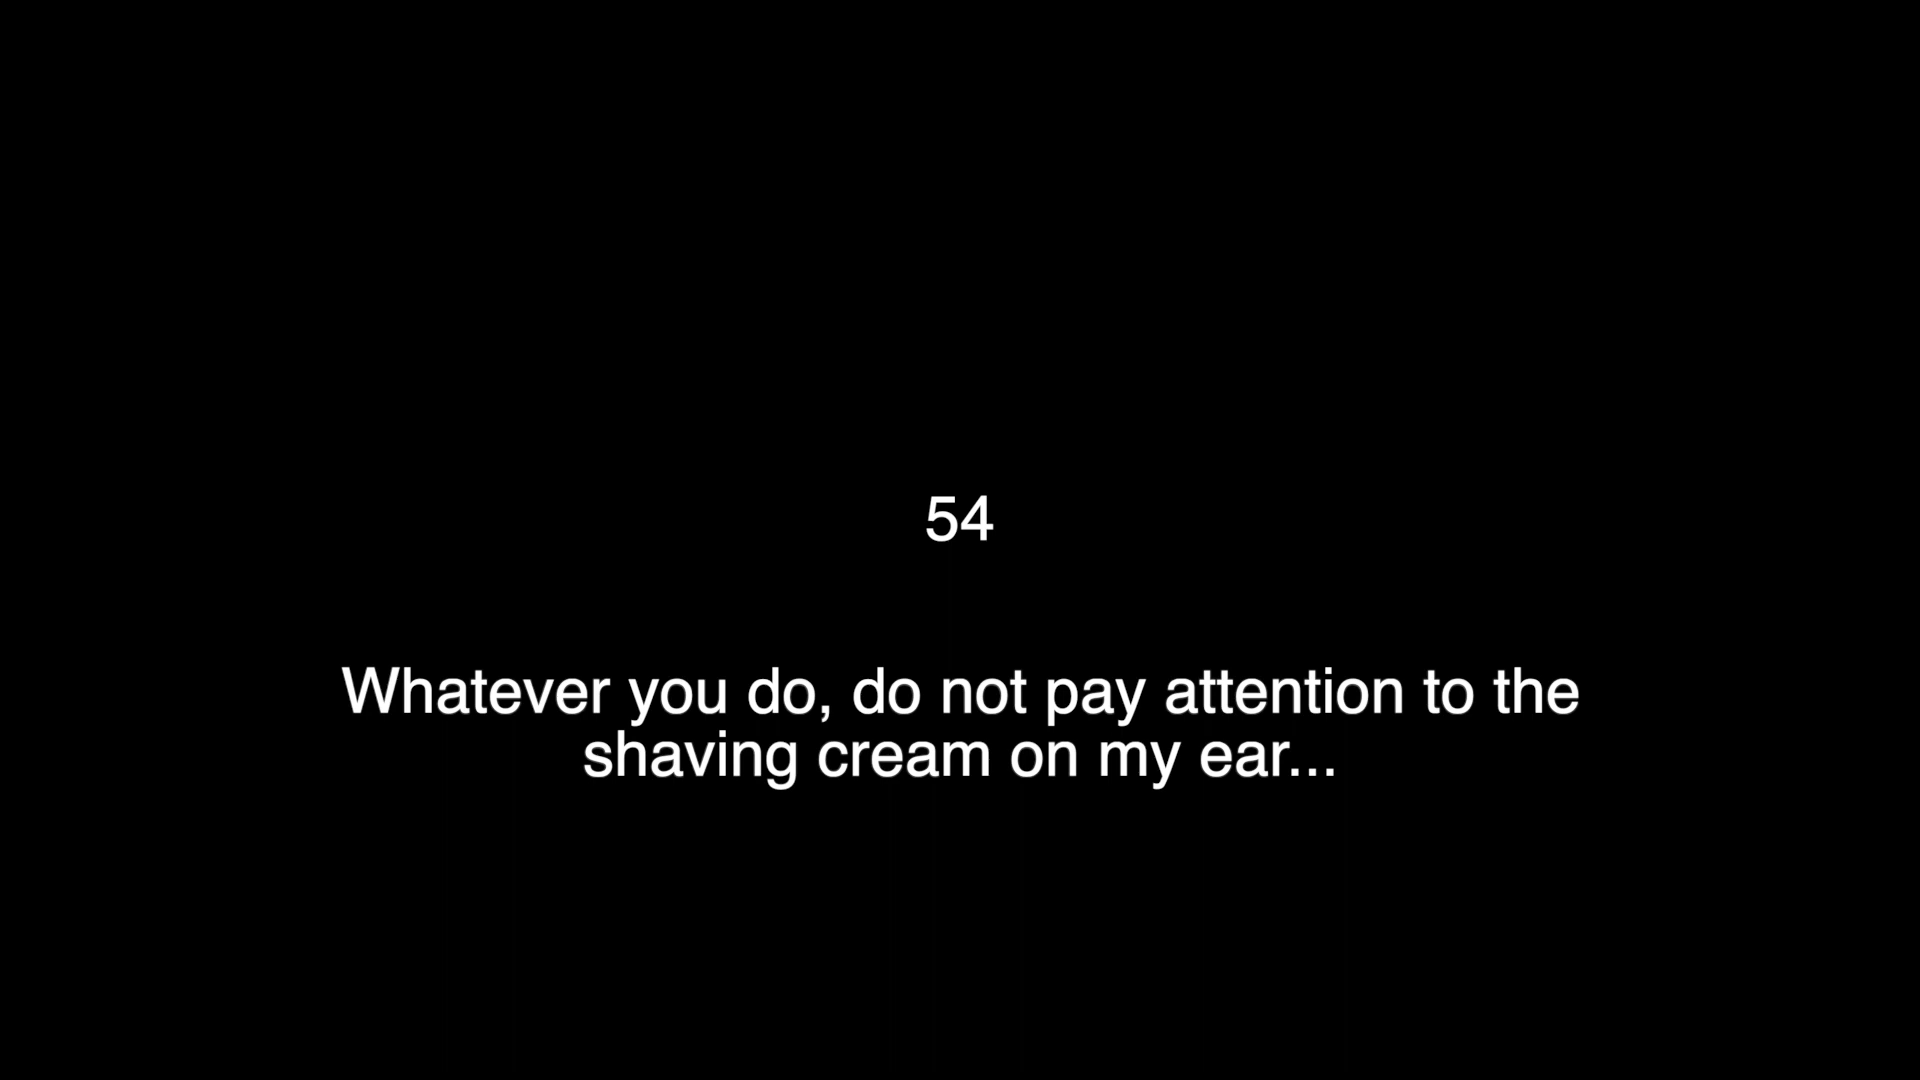 54
Whatever you do, do not pay attention to the
shaving cream on my ear...